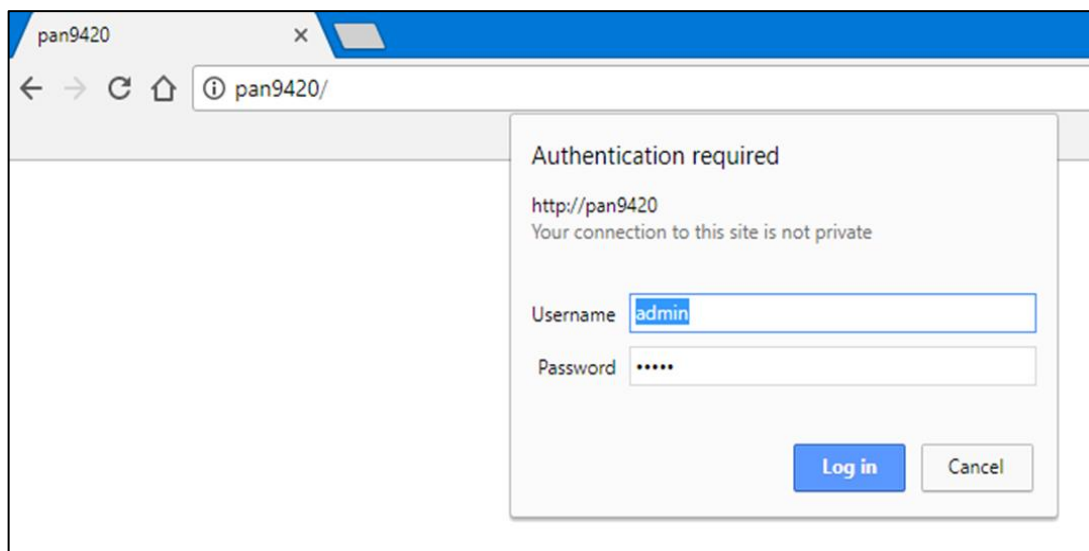 pan9420
pan9420/
Authentication required
http://pan9420
Your connection to this site is not private
Username admin
Password •••••
Log in Cancel